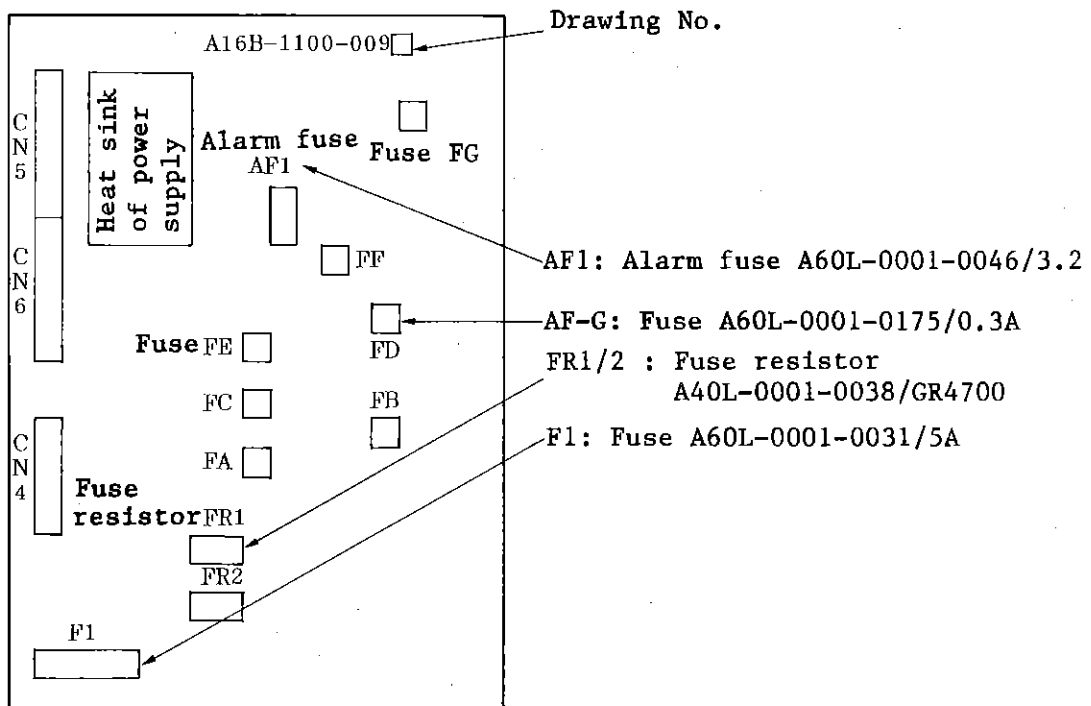 Drawing No.
A16B-1100-009
CN5
Heat sink
of power
supply
Alarm fuse
AF1
Fuse FG
CN6
FF
AF1: Alarm fuse A60L-0001-0046/3.2
AF-G: Fuse A60L-0001-0175/0.3A
Fuse FE
FD
FR1/2 : Fuse resistor
A40L-0001-0038/GR4700
FC
FB
F1: Fuse A60L-0001-0031/5A
CN4
FA
Fuse
resistor FR1
FR2
F1